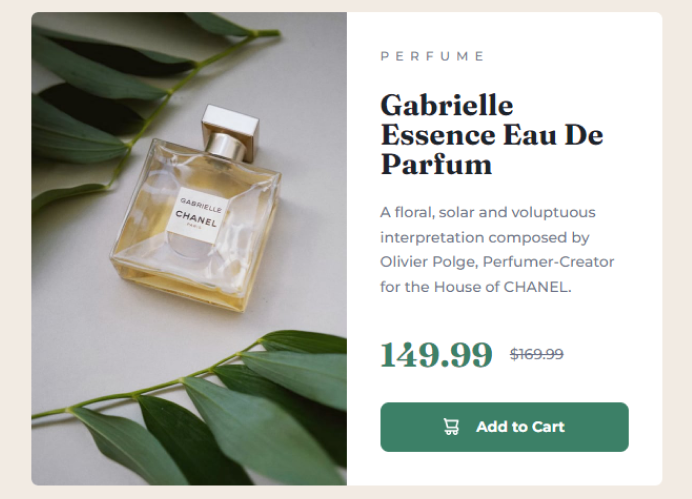 GABRIELLE
CHANEL
PARIS
PERFUME
Gabrielle
Essence Eau De
Parfum
A floral, solar and voluptuous
interpretation composed by
Olivier Polge, Perfumer-Creator
for the House of CHANEL.
149.99 $169.99
Add to Cart